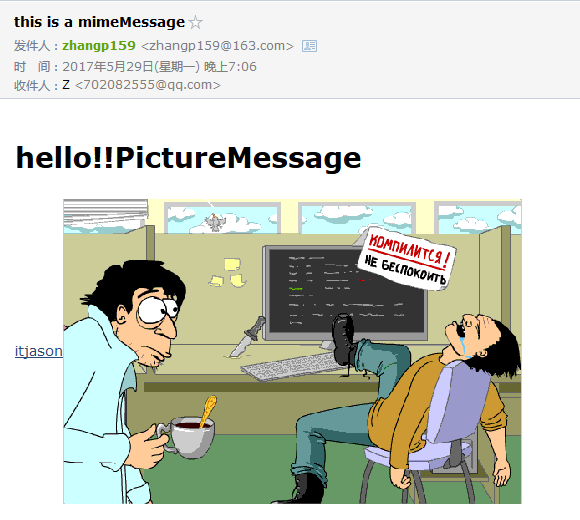 this is a mimeMessage☆
发件人：zhangp159 <zhangp159@163.com>
时　间：2017年5月29日(星期一) 晚上7:06
收件人：Z <702082555@qq.com>
hello!!PictureMessage
КОМПИЛИТСЯ!
НЕ БЕСПОКОИТЬ
itjason